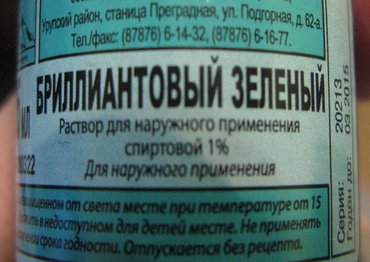 Урупский район, станица Преградная, ул. Подгорная, д. 62-а.
Тел./факс: (87876) 6-14-32, (87876) 6-16-77.
БРИЛЛИАНТОВЫЙ ЗЕЛЕНЫЙ
Раствор для наружного применения
спиртовой 1%
Для наружного применения
месте при температуре от 15
в недоступном для детей месте. Не применять
срока годности. Отпускается без рецепта.
Серия: 20213
Годен до: 03.2015